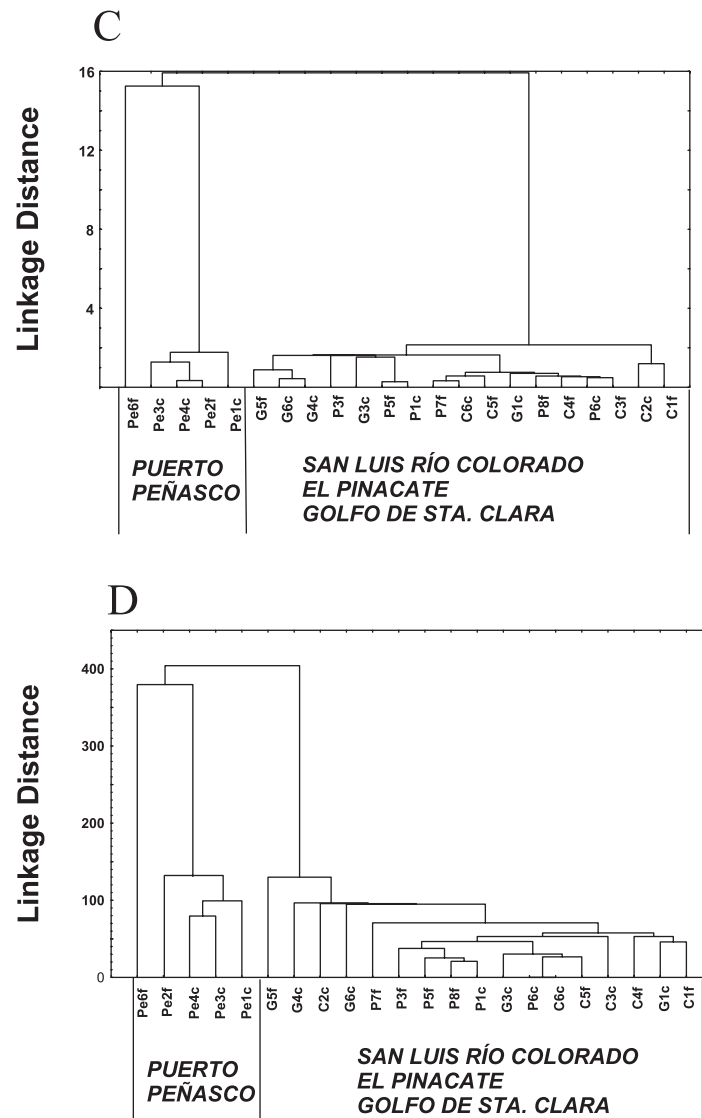 C
Linkage Distance
16
12
8
4
Pe6f Pe3c Pe4c Pe2f Pe1c G5f G6c G4c P3f G3c P5f P1c P7f C6c C5f G1c P8f C4f P6c C3f C2c C1f
PUERTO
PEÑASCO
SAN LUIS RÍO COLORADO
EL PINACATE
GOLFO DE STA. CLARA
D
Linkage Distance
400
300
200
100
0
Pe6f Pe2f Pe4c Pe3c Pe1c G5f G4c C2c G6c P7f P3f P5f P8f P1c G3c P6c C6c C5f C3c C4f G1c C1f
PUERTO
PEÑASCO
SAN LUIS RÍO COLORADO
EL PINACATE
GOLFO DE STA. CLARA